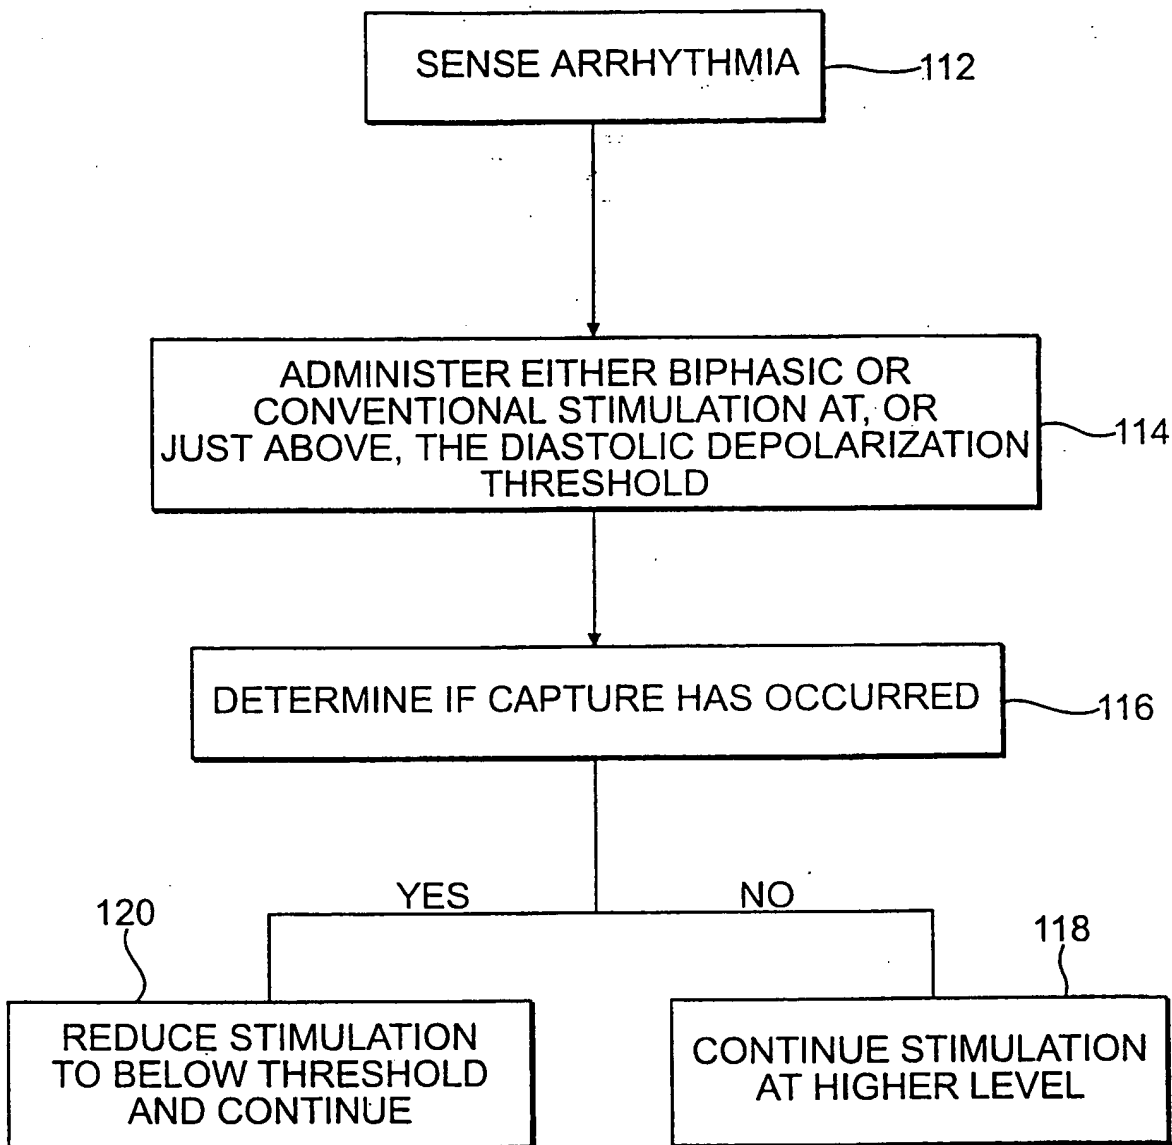 SENSE ARRHYTHMIA
112
ADMINISTER EITHER BIPHASIC OR
CONVENTIONAL STIMULATION AT, OR
JUST ABOVE, THE DIASTOLIC DEPOLARIZATION
THRESHOLD
114
DETERMINE IF CAPTURE HAS OCCURRED
116
YES
NO
120
118
REDUCE STIMULATION
TO BELOW THRESHOLD
AND CONTINUE
CONTINUE STIMULATION
AT HIGHER LEVEL